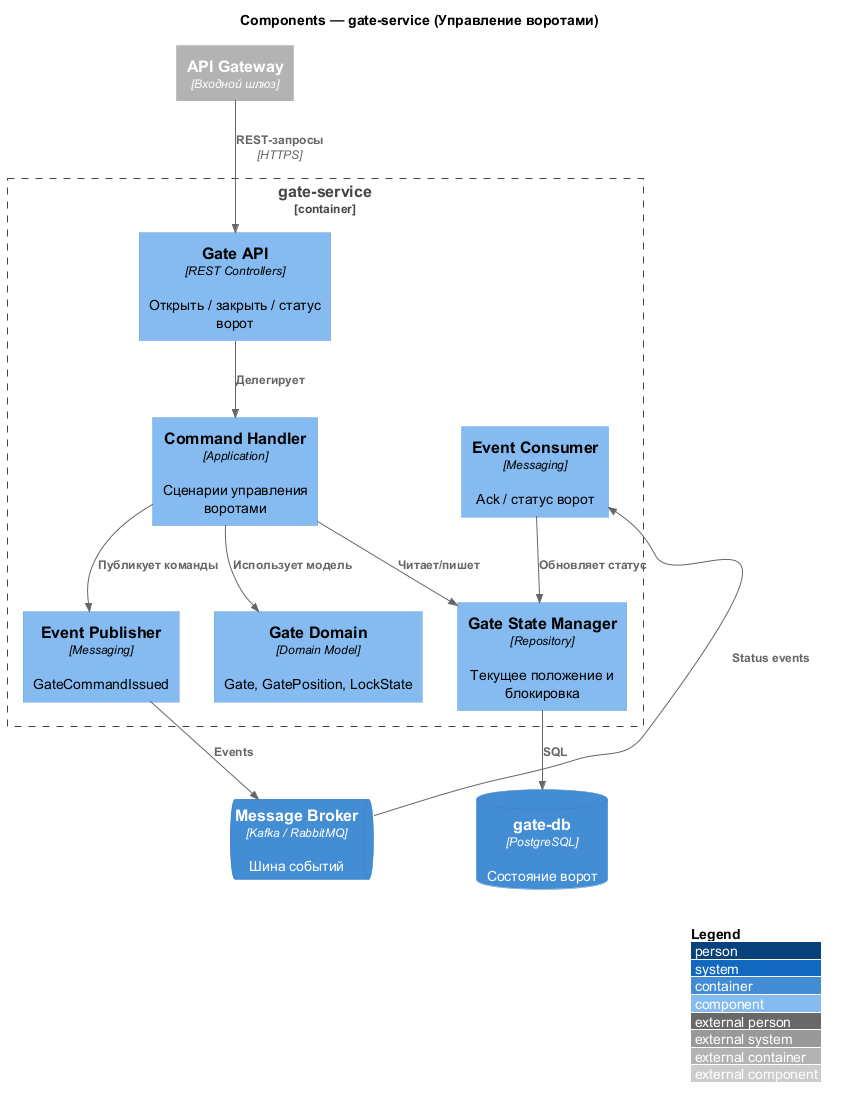 Components — gate-service (Управление воротами)
API Gateway
[Входной шлюз]
REST-запросы
[HTTPS]
gate-service
[container]
Gate API
[REST Controllers]
Открыть / закрыть / статус
ворот
Делегирует
Command Handler
[Application]
Сценарии управления
воротами
Event Consumer
[Messaging]
Ack / статус ворот
Публикует команды
Использует модель
Читает/пишет
Обновляет статус
Event Publisher
[Messaging]
GateCommandIssued
Gate Domain
[Domain Model]
Gate, GatePosition, LockState
Gate State Manager
[Repository]
Текущее положение и
блокировка
Status events
Events
SQL
Message Broker
[Kafka / RabbitMQ]
Шина событий
gate-db
[PostgreSQL]
Состояние ворот
Legend
person
system
container
component
external person
external system
external container
external component